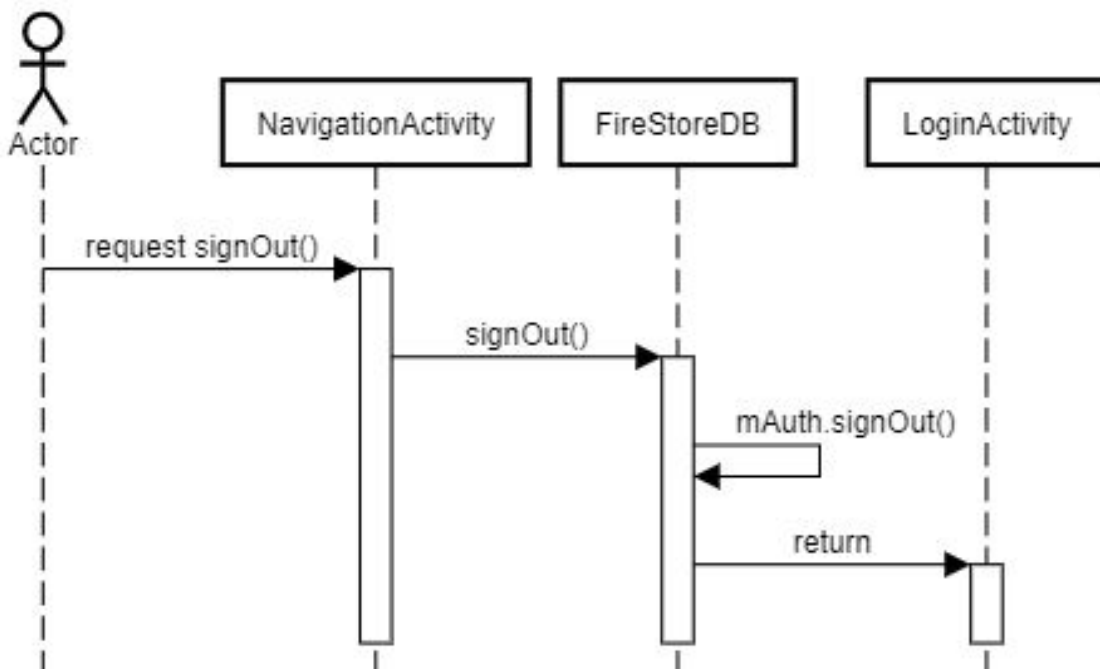 Actor
NavigationActivity
FireStoreDB
LoginActivity
request signOut()
signOut()
mAuth.signOut()
return